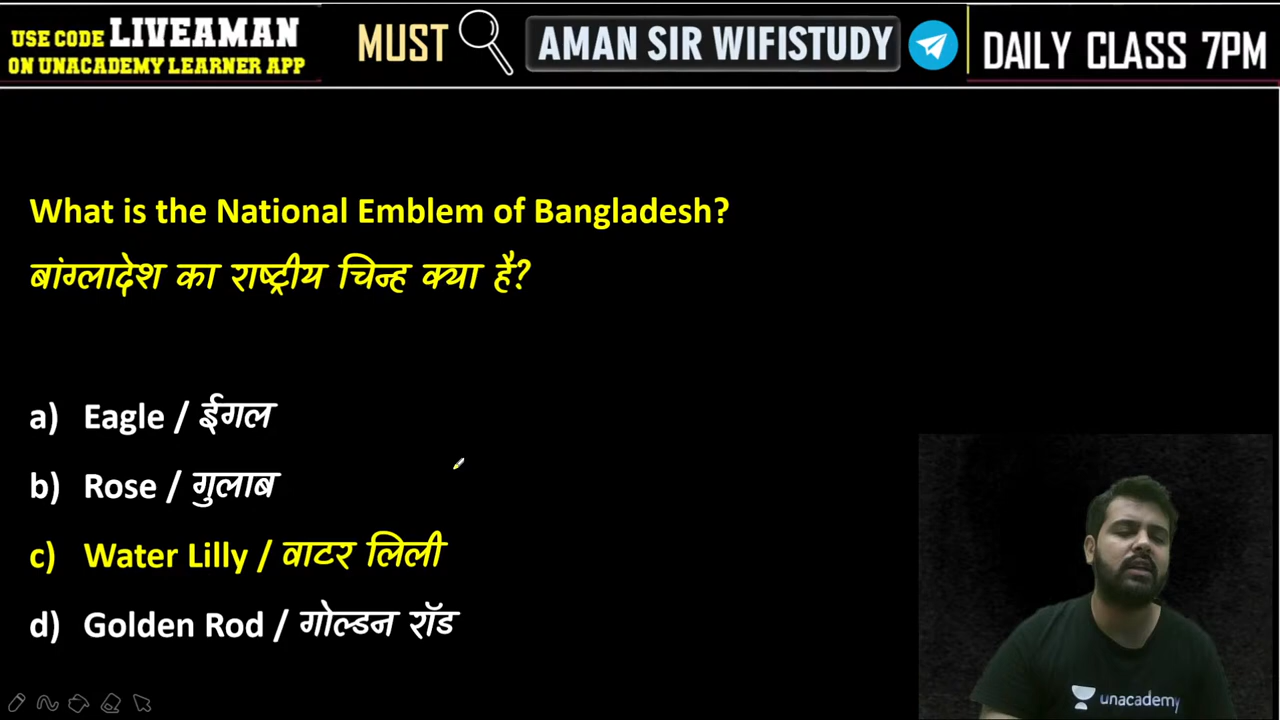 USE CODE LIVEAMAN
ON UNACADEMY LEARNER APP
MUST
AMAN SIR WIFISTUDY
DAILY CLASS 7PM
What is the National Emblem of Bangladesh?
बांग्लादेश का राष्ट्रीय चिन्ह क्या है?
a) Eagle / ईगल
b) Rose / गुलाब
c) Water Lilly / वाटर लिली
d) Golden Rod / गोल्डन रॉड
unacademy